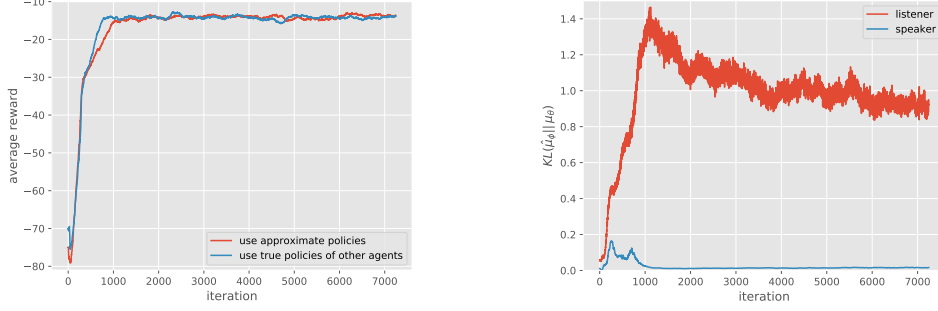 −10
−20
−30
−40
−50
−60
−70
−80
average reward
0 1000 2000 3000 4000 5000 6000 7000
iteration
use approximate policies
use true policies of other agents
1.4
1.2
1.0
0.8
0.6
0.4
0.2
0.0
KL(μ̂ϕ||μθ)
0 1000 2000 3000 4000 5000 6000 7000
iteration
listener
speaker